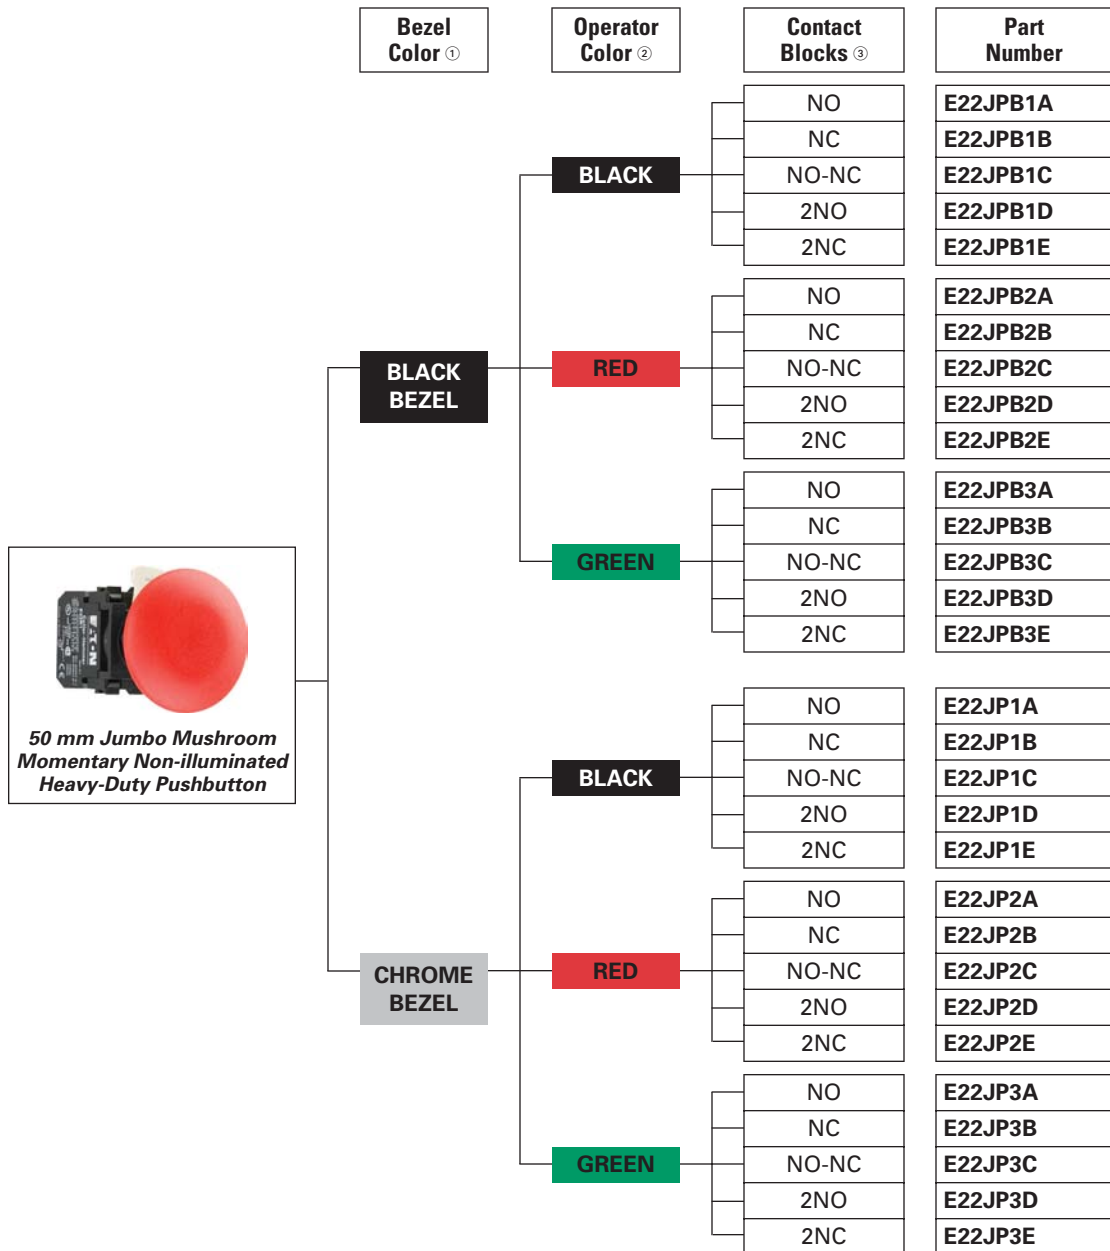 Bezel
Color ①
Operator
Color ②
Contact
Blocks ③
Part
Number
BLACK
NO E22JPB1A
NC E22JPB1B
NO-NC E22JPB1C
2NO E22JPB1D
2NC E22JPB1E
BLACK
BEZEL
RED
NO E22JPB2A
NC E22JPB2B
NO-NC E22JPB2C
2NO E22JPB2D
2NC E22JPB2E
GREEN
NO E22JPB3A
NC E22JPB3B
NO-NC E22JPB3C
2NO E22JPB3D
2NC E22JPB3E
E·T·N
CE
50 mm Jumbo Mushroom
Momentary Non-illuminated
Heavy-Duty Pushbutton
BLACK
NO E22JP1A
NC E22JP1B
NO-NC E22JP1C
2NO E22JP1D
2NC E22JP1E
CHROME
BEZEL
RED
NO E22JP2A
NC E22JP2B
NO-NC E22JP2C
2NO E22JP2D
2NC E22JP2E
GREEN
NO E22JP3A
NC E22JP3B
NO-NC E22JP3C
2NO E22JP3D
2NC E22JP3E